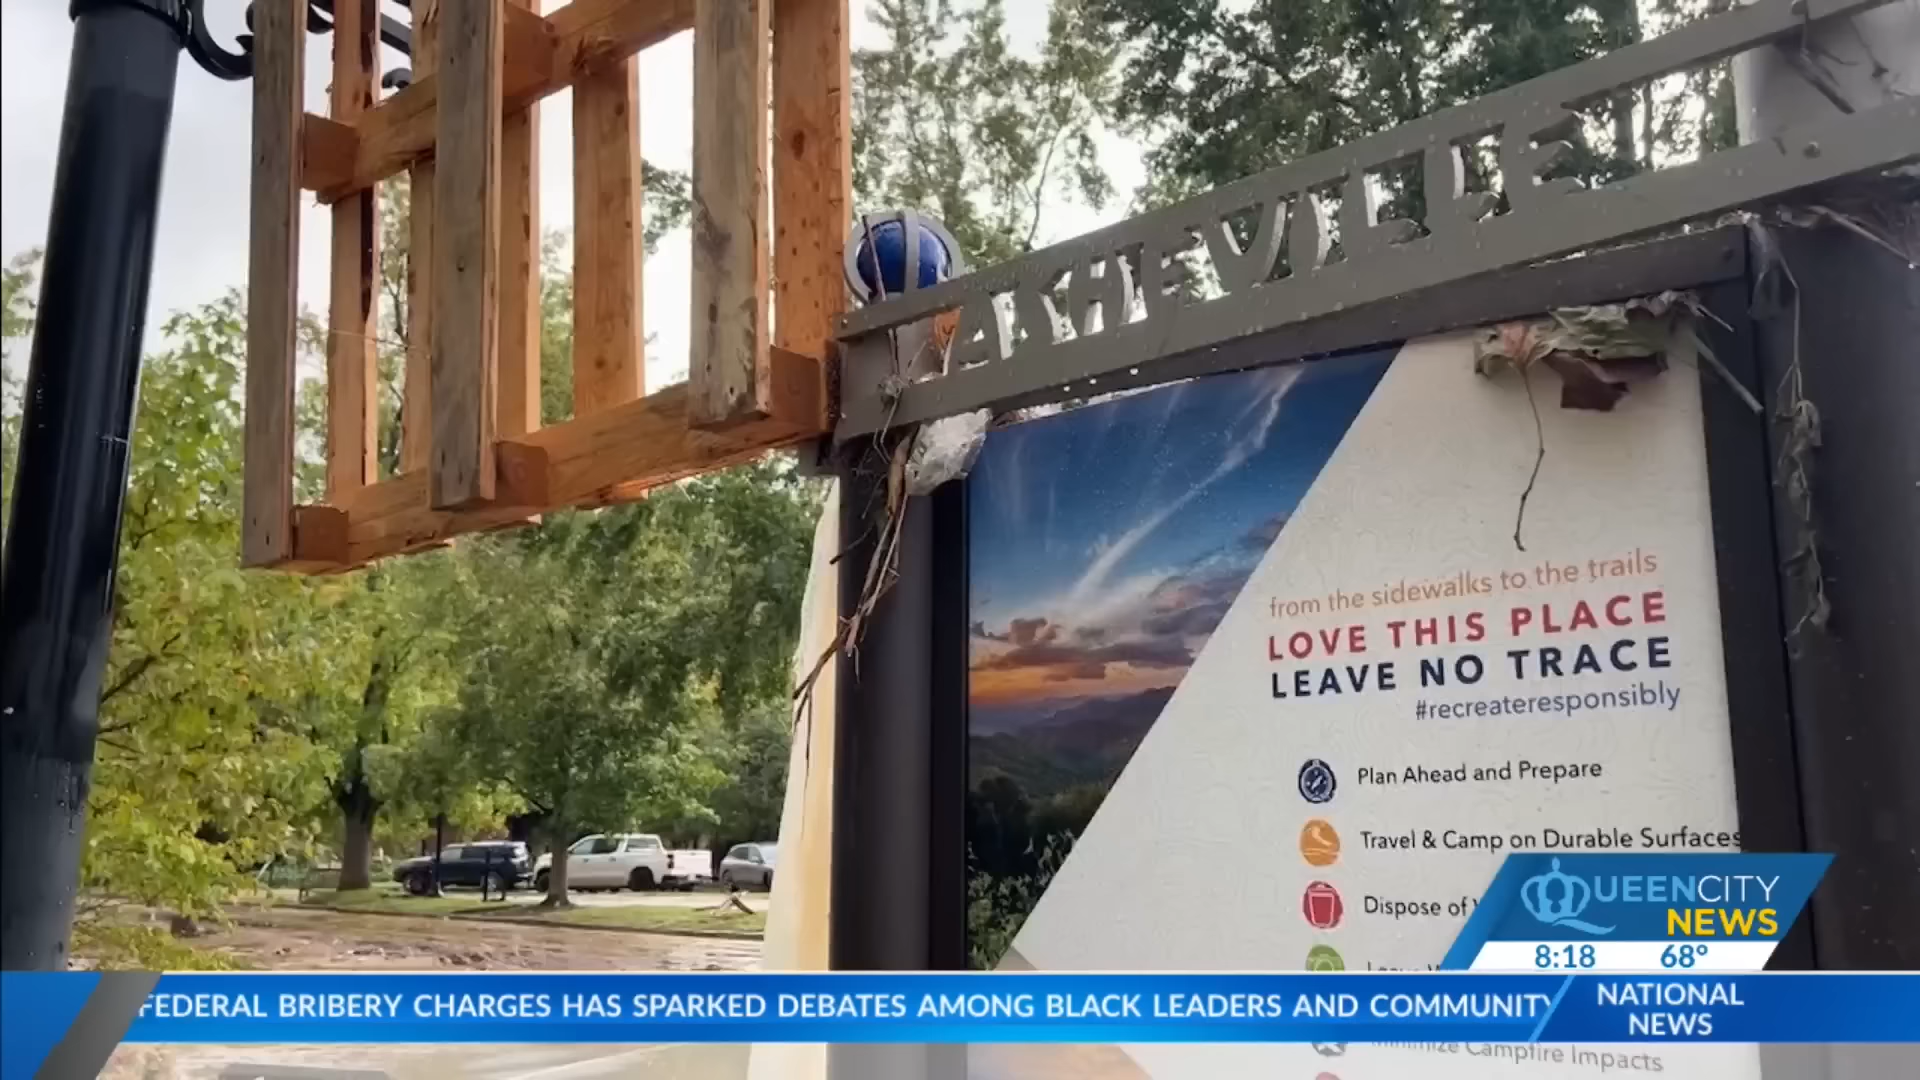 ASHEVILLE
from the sidewalks to the trails
LOVE THIS PLACE
LEAVE NO TRACE
#recreateresponsibly
Plan Ahead and Prepare
Travel & Camp on Durable Surfaces
Dispose of
QUEENCITY
NEWS
8:18 68°
FEDERAL BRIBERY CHARGES HAS SPARKED DEBATES AMONG BLACK LEADERS AND COMMUNITY
NATIONAL
NEWS
Minimize Campfire Impacts